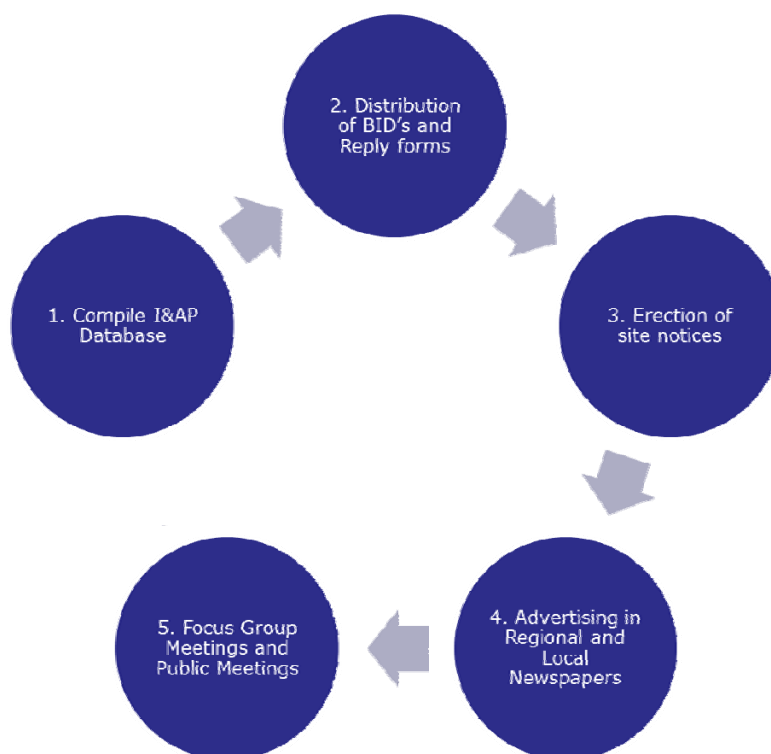 1. Compile I&AP
Database
2. Distribution
of BID's and
Reply forms
3. Erection of
site notices
4. Advertising in
Regional and
Local
Newspapers
5. Focus Group
Meetings and
Public Meetings